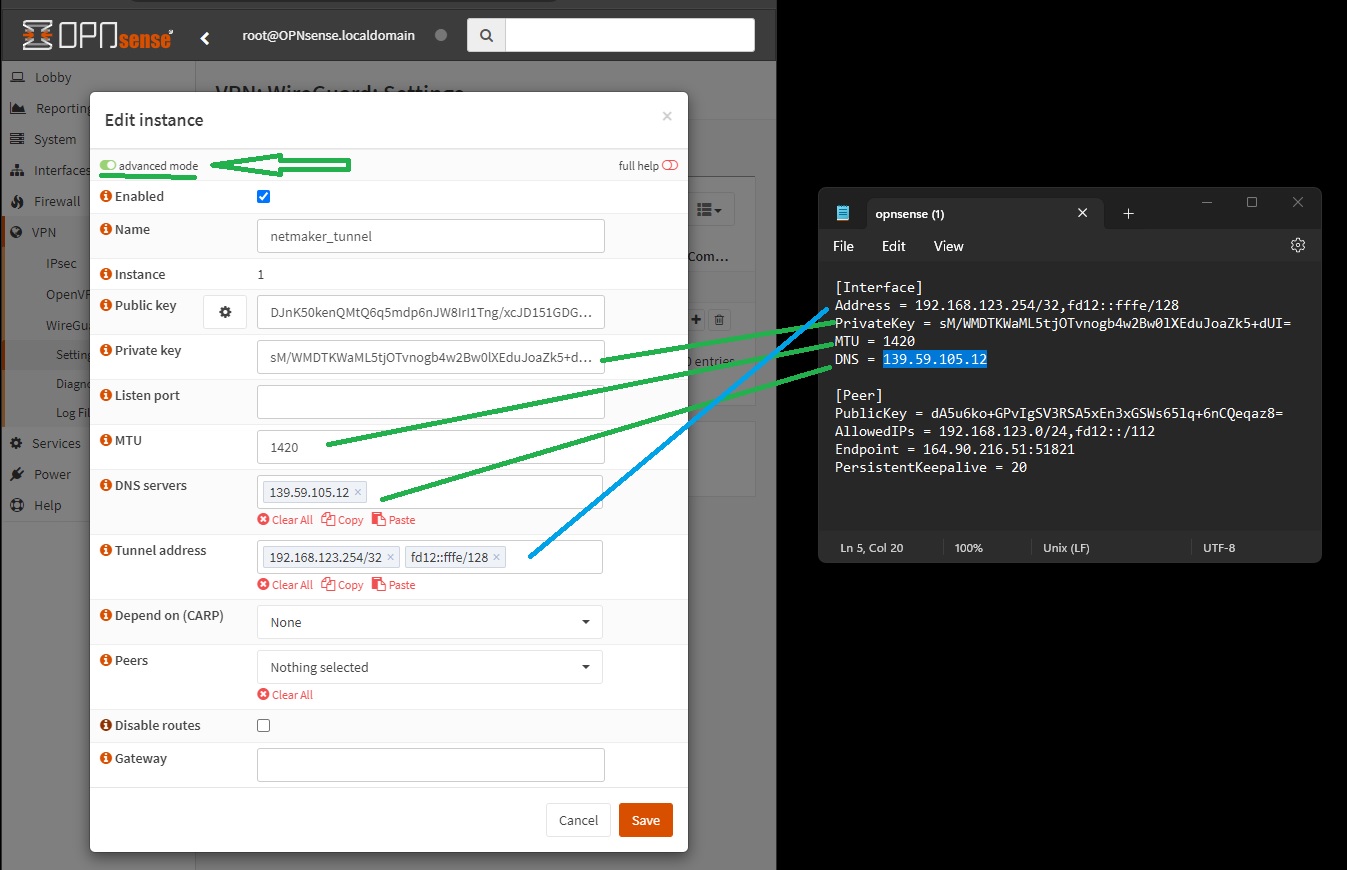 OPNsense
root@OPNsense.localdomain
Lobby
Reporting
System
Interfaces
Firewall
VPN
IPsec
OpenVP
WireGua
Setting
Diagno
Log Fil
Services
Power
Help
VPN: WireGuard: Settings
Com...
0 entries
Edit instance
×
advanced mode
full help
Enabled
Name
netmaker_tunnel
Instance
1
Public key
DJnK50kenQMtQ6q5mdp6nJW8IrI1Tng/xcJD151GDG...
Private key
sM/WMDTKWaML5tjOTvnogb4w2Bw0lXEduJoaZk5+d...
Listen port
MTU
1420
DNS servers
139.59.105.12 ×
Clear All Copy Paste
Tunnel address
192.168.123.254/32 × fd12::fffe/128 ×
Clear All Copy Paste
Depend on (CARP)
None
Peers
Nothing selected
Clear All
Disable routes
Gateway
Cancel
Save
opnsense (1)
File Edit View
[Interface]
Address = 192.168.123.254/32,fd12::fffe/128
PrivateKey = sM/WMDTKWaML5tjOTvnogb4w2Bw0lXEduJoaZk5+dUI=
MTU = 1420
DNS = 139.59.105.12
[Peer]
PublicKey = dA5u6ko+GPvIgSV3RSA5xEn3xGSWs65lq+6nCQeqaz8=
AllowedIPs = 192.168.123.0/24,fd12::/112
Endpoint = 164.90.216.51:51821
PersistentKeepalive = 20
Ln 5, Col 20
100%
Unix (LF)
UTF-8